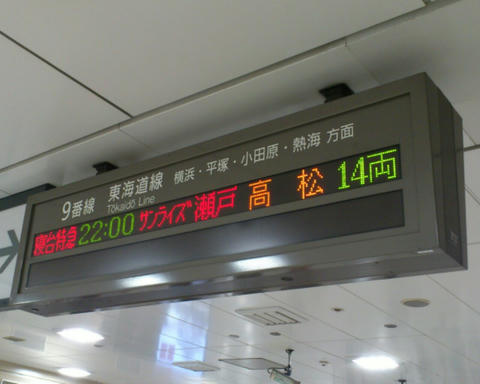 9番線 東海道線 横浜・平塚・小田原・熱海 方面
Tōkaidō Line
寝台特急 22:00 サンライズ瀬戸 高松 14両